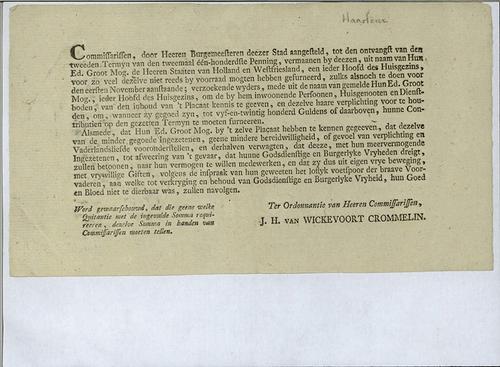 Haarlem
Commissarissen, door Heeren Burgemeesteren deezer Stad aangesteld, tot den ontvangst van den
tweeden Termyn van den tweemaal één-honderdste Penning, vermaanen by deezen, uit naam van Hun
Ed. Groot Mog. de Heeren Staaten van Holland en Westfriesland, een ieder Hoofd des Huisgezins,
voor zo veel dezelve niet reeds by voorraad mogten hebben gefurneerd, zulks alsnoch te doen voor
den eersten November aanstaande; verzoekende wyders, mede uit de naam van gemelde Hun Ed. Groot
Mog., ieder Hoofd des Huisgezins, om de by hem inwoonende Persoonen, Huisgenooten en Dienst-
boden, van den inhoud van 't Placaat kennis te geeven, en dezelve haare verplichting voor te hou-
den, om, wanneer zy gegoed zyn, tot vyf-en-twintig honderd Guldens of daarboven, hunne Con-
tributien op den gezetten Termyn te moeten furneeren.
Alsmede, dat Hun Ed. Groot Mog. by 't zelve Placaat hebben te kennen gegeeven, dat dezelve
van de minder gegoede Ingezetenen, geene mindere bereidwilligheid, of gevoel van verplichting en
Vaderlandsliefde vooronderstellen, en derhalven verwagten, dat deeze, met hun meervermogende
Ingezetenen, tot afweering van 't gevaar, dat hunne Godsdienstige en Burgerlyke Vryheden dreigt,
zullen betoonen, naar hun vermogen te willen medewerken, en dat zy dus uit eigen vrye beweging,
met vrywillige Giften, volgens de inspraak van hun geweeten het loflyk voetspoor der braave Voor-
vaderen, aan welke tot verkryging en behoud van Godsdienstige en Burgerlyke Vryheid, hun Goed
en Bloed niet te dierbaar was, zullen navolgen.
Werd gewaarschouwd, dat die geene welke
Quitantie met de ingevulde Somma requi-
reeren, dezelve Somma in handen van
Commissarissen moeten tellen.
Ter Ordonnantie van Heeren Commissarissen,
J. H. VAN WICKEVOORT CROMMELIN.